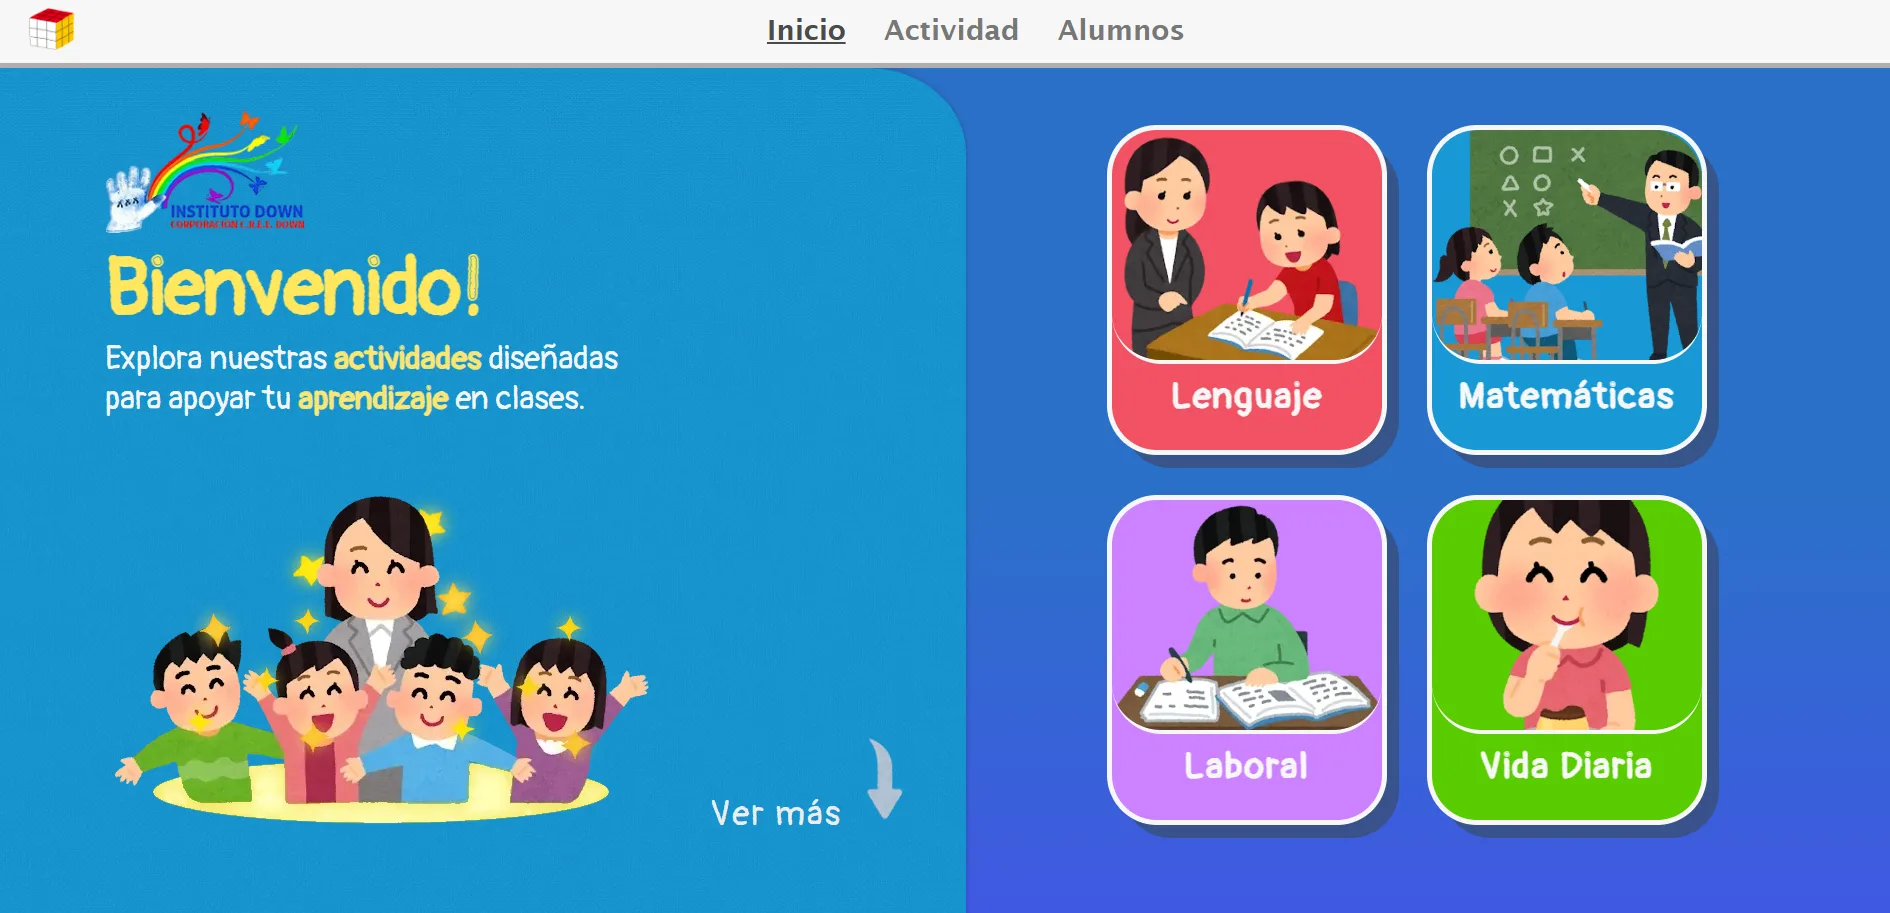 Inicio Actividad Alumnos
INSTITUTO DOWN
CORPORACION C.R.E.E. DOWN
Bienvenido!
Explora nuestras actividades diseñadas
para apoyar tu aprendizaje en clases.
Ver más
Lenguaje
Matemáticas
Laboral
Vida Diaria